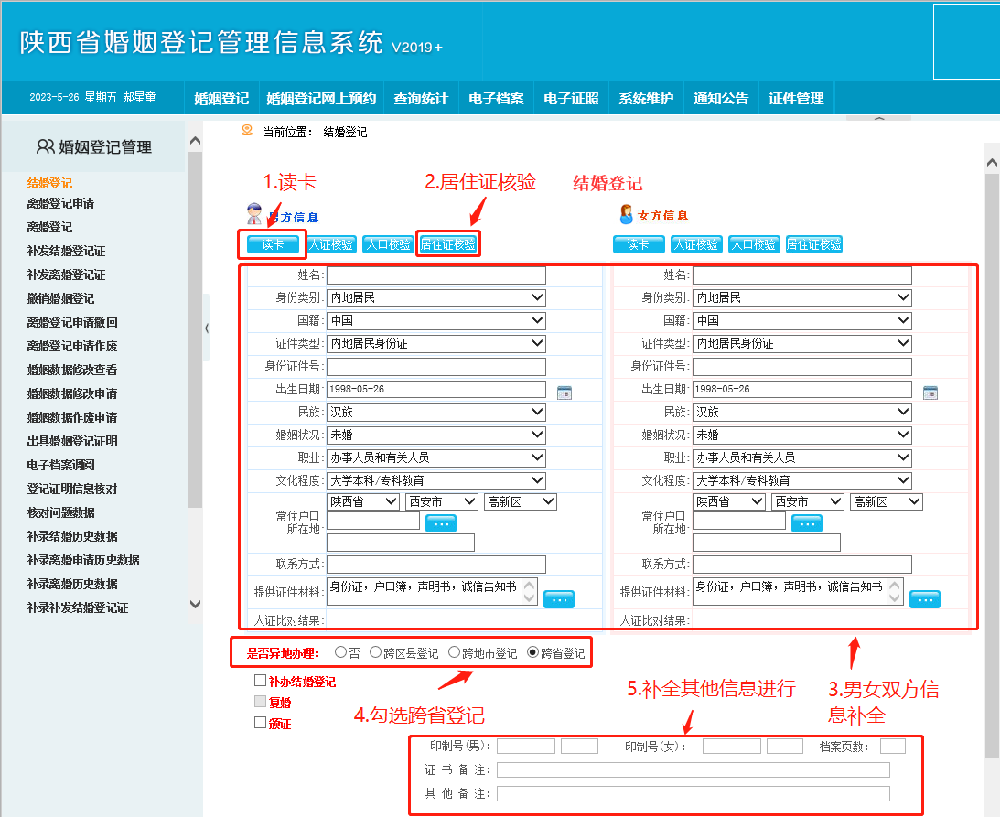 陕西省婚姻登记管理信息系统 V2019+
2023-5-26 星期五 郝星童
婚姻登记 婚姻登记网上预约 查询统计 电子档案 电子证照 系统维护 通知公告 证件管理
婚姻登记管理
结婚登记
离婚登记申请
离婚登记
补发结婚登记证
补发离婚登记证
撤销婚姻登记
离婚登记申请撤回
离婚登记申请作废
婚姻数据修改查看
婚姻数据修改申请
婚姻数据作废申请
出具婚姻登记证明
电子档案调阅
登记证明信息核对
核对问题数据
补录结婚历史数据
补录离婚申请历史数据
补录离婚历史数据
补录补发结婚登记证
当前位置： 结婚登记
1.读卡
2.居住证核验
结婚登记
男方信息
女方信息
读卡 人证核验 人口校验 居住证核验
读卡 人证核验 人口校验 居住证核验
姓名: 姓名:
身份类别: 内地居民 身份类别: 内地居民
国籍: 中国 国籍: 中国
证件类型: 内地居民身份证 证件类型: 内地居民身份证
身份证件号: 身份证件号:
出生日期: 1998-05-26 出生日期: 1998-05-26
民族: 汉族 民族: 汉族
婚姻状况: 未婚 婚姻状况: 未婚
职业: 办事人员和有关人员 职业: 办事人员和有关人员
文化程度: 大学本科/专科教育 文化程度: 大学本科/专科教育
陕西省 西安市 高新区 陕西省 西安市 高新区
常住户口 常住户口
所在地: 所在地:
联系方式: 联系方式:
提供证件材料: 身份证，户口簿，声明书，诚信告知书 提供证件材料: 身份证，户口簿，声明书，诚信告知书
人证比对结果: 人证比对结果:
是否异地办理: 否 跨区县登记 跨地市登记 跨省登记
补办结婚登记
复婚
颁证
4.勾选跨省登记
5.补全其他信息进行
3.男女双方信
息补全
印制号(男): 印制号(女): 档案页数:
证书备注:
其他备注: